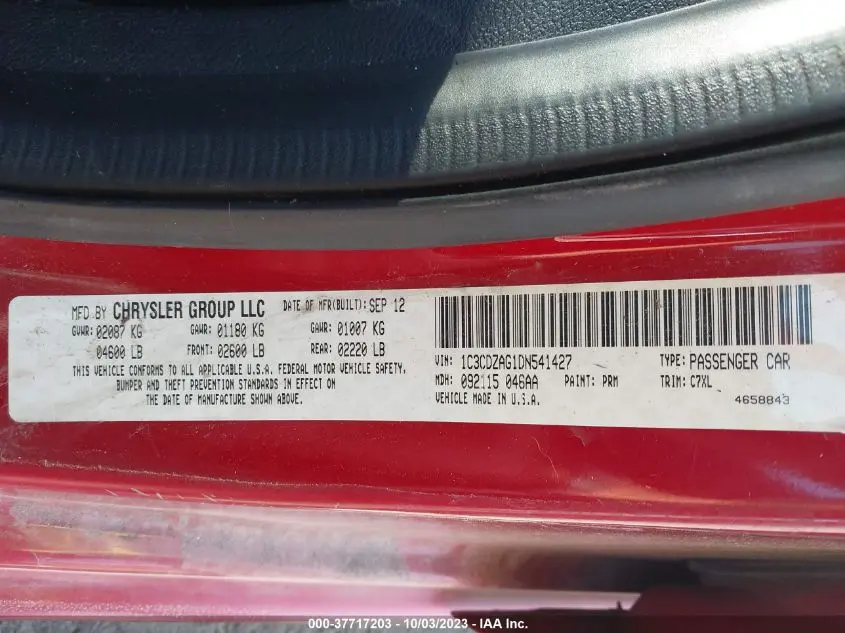 MFD BY CHRYSLER GROUP LLC DATE OF MFR(BUILT): SEP 12
GVWR: 02087 KG GAWR: 01180 KG GAWR: 01007 KG
04600 LB FRONT: 02600 LB REAR: 02220 LB
THIS VEHICLE CONFORMS TO ALL APPLICABLE U.S.A. FEDERAL MOTOR VEHICLE SAFETY,
BUMPER AND THEFT PREVENTION STANDARDS IN EFFECT ON
THE DATE OF MANUFACTURE SHOWN ABOVE.
VIN: 1C3CDZAG1DN541427 TYPE: PASSENGER CAR
MDH: 092115 046AA PAINT: PRM TRIM: C7XL
VEHICLE MADE IN U.S.A. 4658843
000-37717203 - 10/03/2023 - IAA Inc.